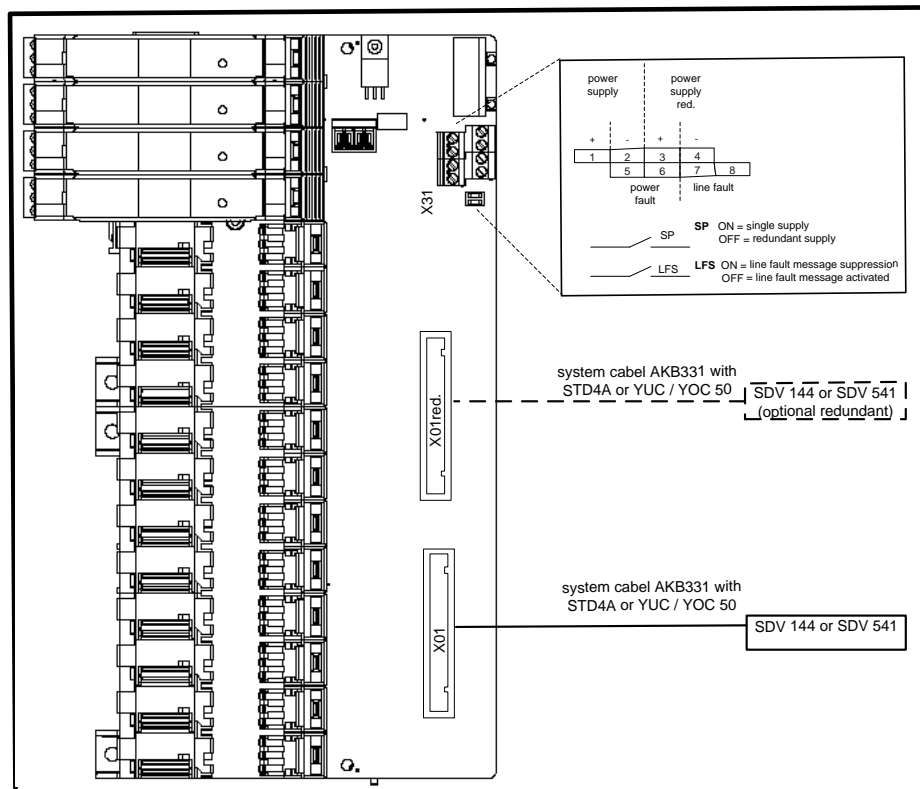 power
supply
power
supply
red.
+ - + -
1 2 3 4
5 6 7 8
power
fault
line fault
SP
SP ON = single supply
OFF = redundant supply
LFS
LFS ON = line fault message suppression
OFF = line fault message activated
X31
system cabel AKB331 with
STD4A or YUC / YOC 50
X01red.
SDV 144 or SDV 541
(optional redundant)
system cabel AKB331 with
STD4A or YUC / YOC 50
X01
SDV 144 or SDV 541